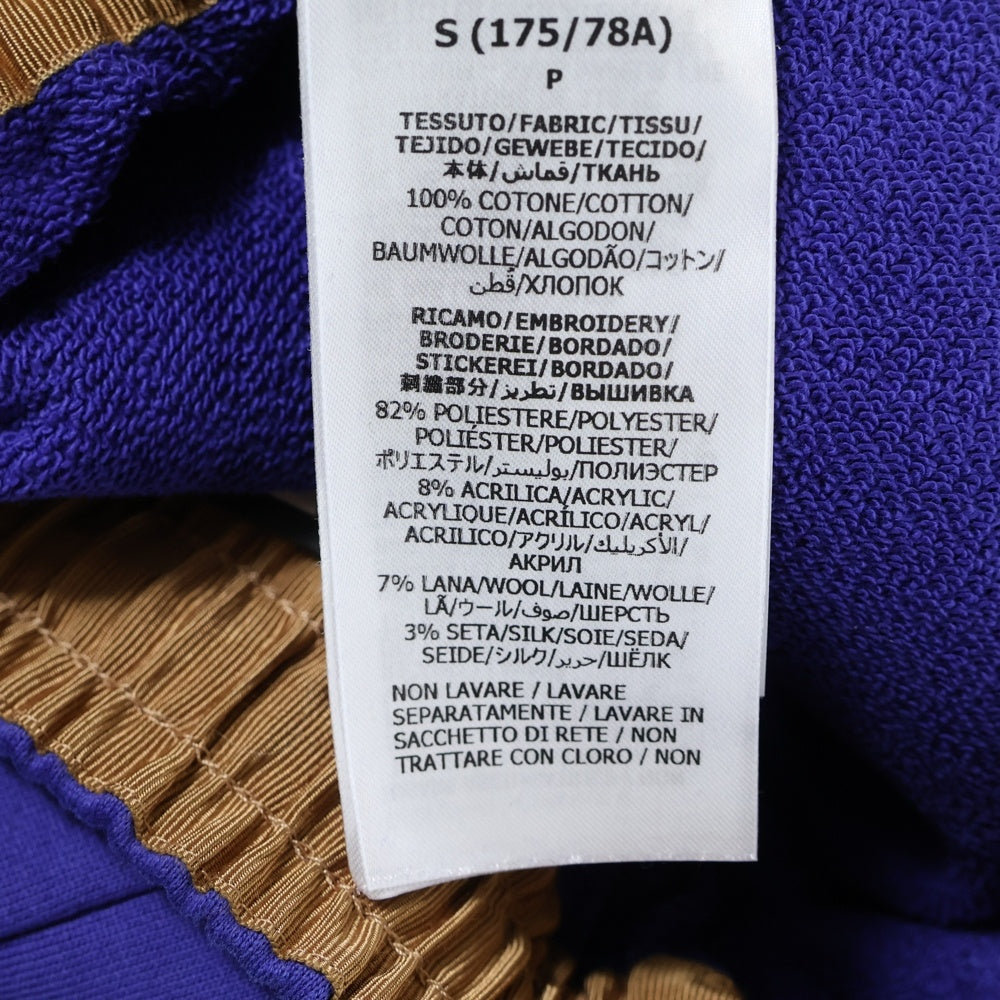 S (175/78A)
P
TESSUTO/FABRIC/TISSU/
TEJIDO/GEWEBE/TECIDO/
本体/قماش/ТКАНЬ
100% COTONE/COTTON/
COTON/ALGODON/
BAUMWOLLE/ALGODÃO/コットン/
قُطن/ХЛОПОК
RICAMO/EMBROIDERY/
BRODERIE/BORDADO/
STICKEREI/BORDADO/
刺繍部分/تطريز/ВЫШИВКА
82% POLIESTERE/POLYESTER/
POLIÉSTER/POLIESTER/
ポリエステル/بوليستر/ПОЛИЭСТЕР
8% ACRILICA/ACRYLIC/
ACRYLIQUE/ACRÍLICO/ACRYL/
ACRILICO/アクリル/الأكريليك/
АКРИЛ
7% LANA/WOOL/LAINE/WOLLE/
LÃ/ウール/صوف/ШЕРСТЬ
3% SETA/SILK/SOIE/SEDA/
SEIDE/シルク/حرير/ШЁЛК
NON LAVARE / LAVARE
SEPARATAMENTE / LAVARE IN
SACCHETTO DI RETE / NON
TRATTARE CON CLORO / NON